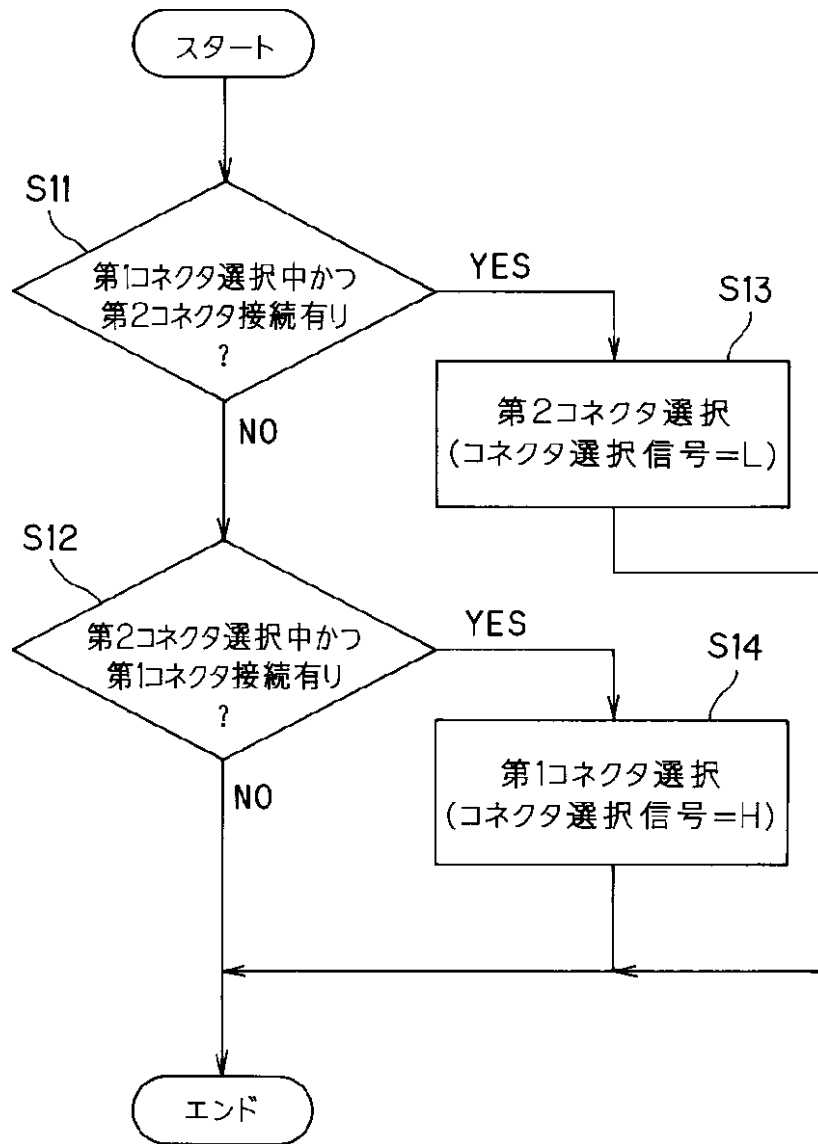 スタート
S11
第1コネクタ選択中かつ
第2コネクタ接続有り
?
YES
NO
S13
第2コネクタ選択
(コネクタ選択信号=L)
S12
第2コネクタ選択中かつ
第1コネクタ接続有り
?
YES
NO
S14
第1コネクタ選択
(コネクタ選択信号=H)
エンド